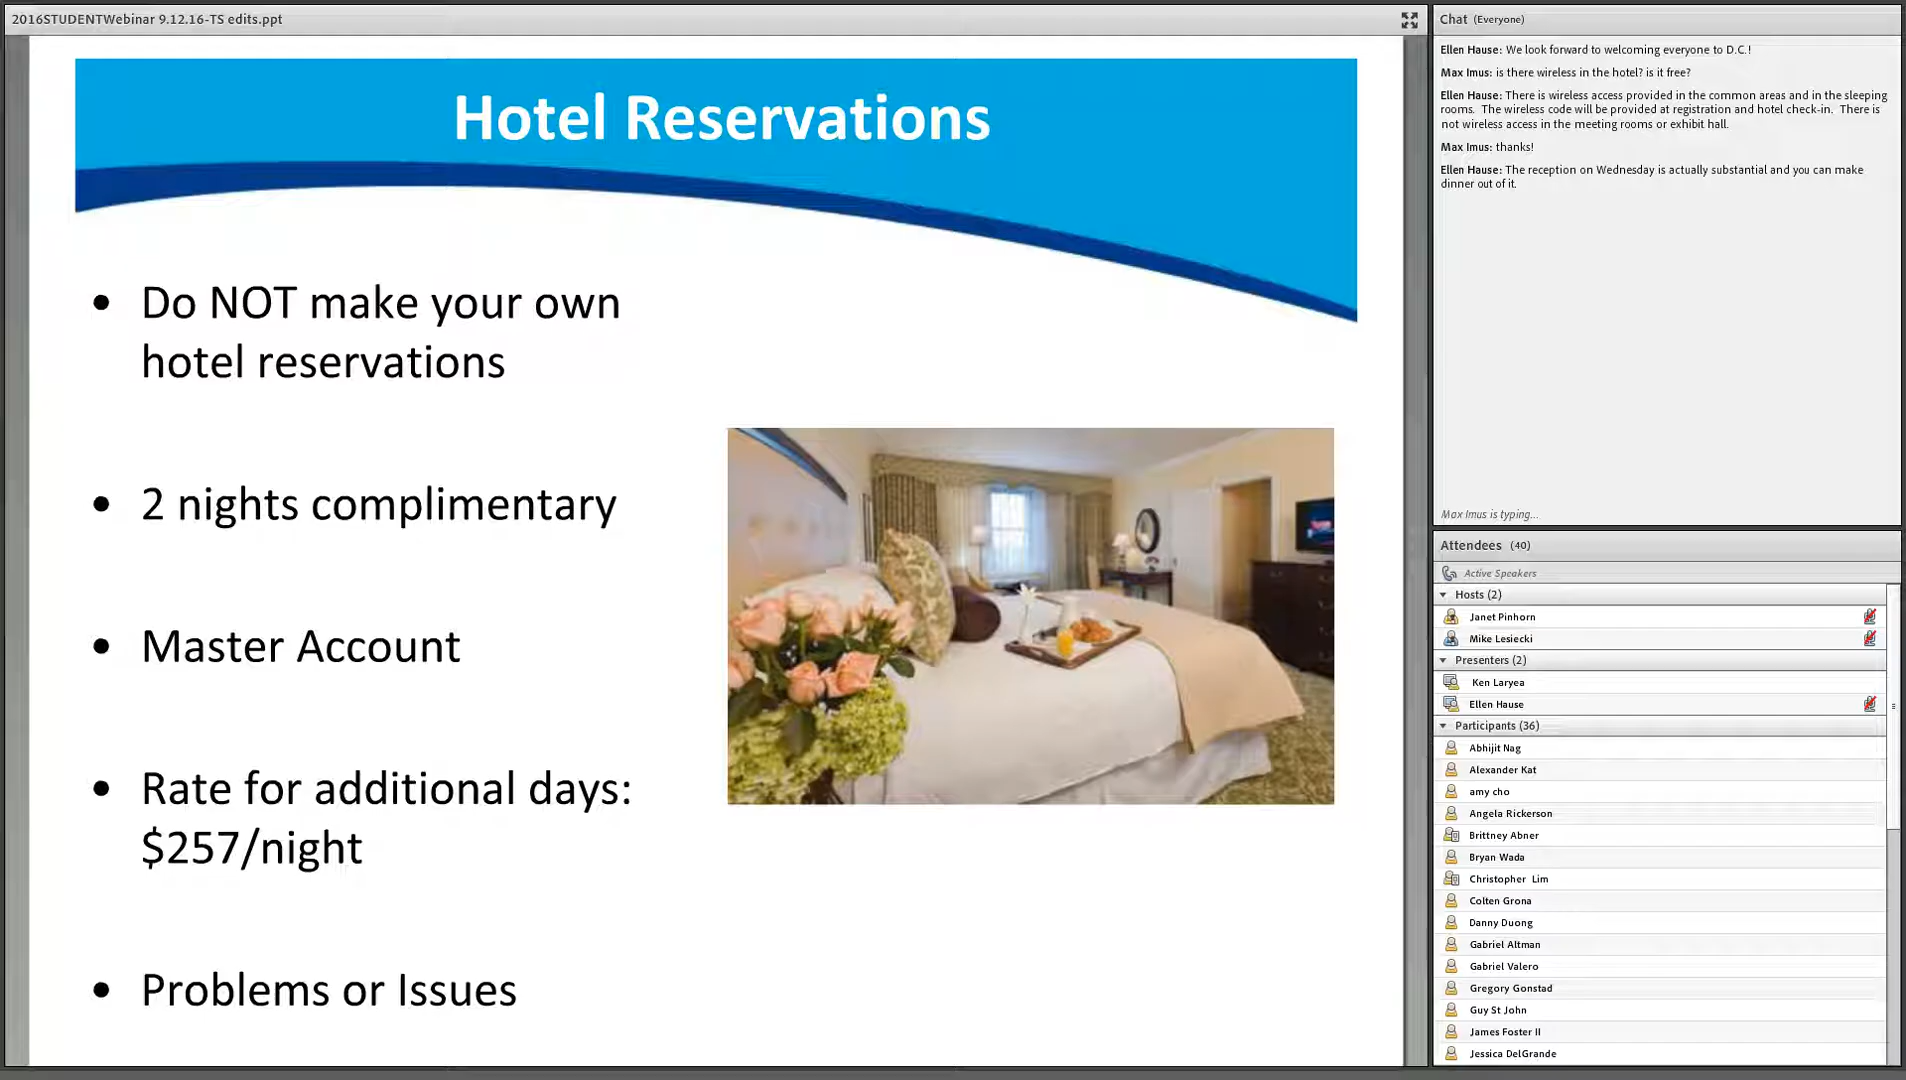 2016STUDENTWebinar 9.12.16-TS edits.ppt
Hotel Reservations
• Do NOT make your own
hotel reservations
• 2 nights complimentary
• Master Account
• Rate for additional days:
$257/night
• Problems or Issues
Chat (Everyone)
Ellen Hause: We look forward to welcoming everyone to D.C.!
Max Imus: is there wireless in the hotel? is it free?
Ellen Hause: There is wireless access provided in the common areas and in the sleeping
rooms. The wireless code will be provided at registration and hotel check-in. There is
not wireless access in the meeting rooms or exhibit hall.
Max Imus: thanks!
Ellen Hause: The reception on Wednesday is actually substantial and you can make
dinner out of it.
Max Imus is typing...
Attendees (40)
Active Speakers
Hosts (2)
Janet Pinhorn
Mike Lesiecki
Presenters (2)
Ken Laryea
Ellen Hause
Participants (36)
Abhijit Nag
Alexander Kat
amy cho
Angela Rickerson
Brittney Abner
Bryan Wada
Christopher Lim
Colten Grona
Danny Duong
Gabriel Altman
Gabriel Valero
Gregory Gonstad
Guy St John
James Foster II
Jessica DelGrande